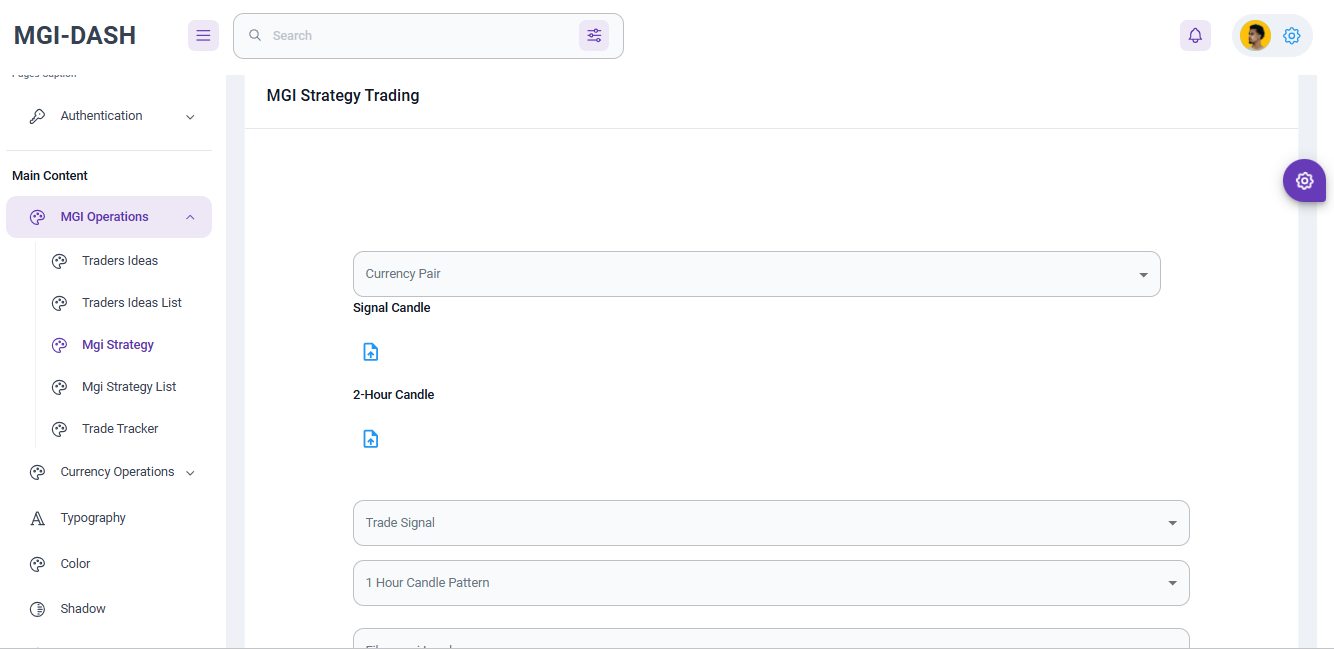 MGI-DASH
Search
Pages Caption
Authentication
Main Content
MGI Operations
Traders Ideas
Traders Ideas List
Mgi Strategy
Mgi Strategy List
Trade Tracker
Currency Operations
Typography
Color
Shadow
MGI Strategy Trading
Currency Pair
Signal Candle
2-Hour Candle
Trade Signal
1 Hour Candle Pattern